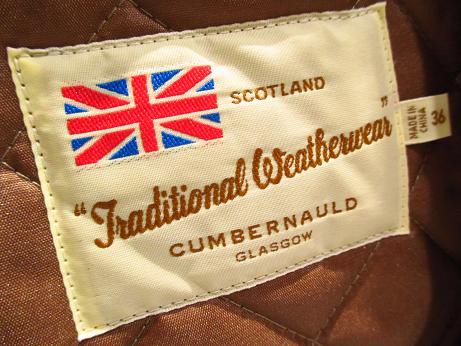 SCOTLAND
"Traditional Weatherwear"
CUMBERNAULD
GLASGOW
MADE IN
CHINA
36